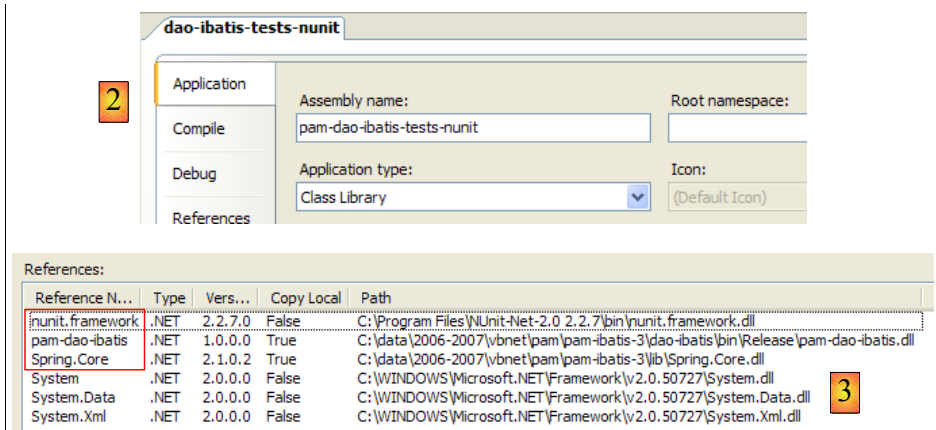 dao-ibatis-tests-nunit
2
Application
Compile
Debug
References
Assembly name:
Root namespace:
pam-dao-ibatis-tests-nunit
Application type:
Icon:
Class Library
(Default Icon)
References:
Reference N... Type Vers... Copy Local Path
nunit.framework .NET 2.2.7.0 False C:\Program Files\NUnit-Net-2.0 2.2.7\bin\nunit.framework.dll
pam-dao-ibatis .NET 1.0.0.0 True C:\data\2006-2007\vbnet\pam\pam-ibatis-3\dao-ibatis\bin\Release\pam-dao-ibatis.dll
Spring.Core .NET 2.1.0.2 True C:\data\2006-2007\vbnet\pam\pam-ibatis-3\lib\Spring.Core.dll
System .NET 2.0.0.0 False C:\WINDOWS\Microsoft.NET\Framework\v2.0.50727\System.dll
System.Data .NET 2.0.0.0 False C:\WINDOWS\Microsoft.NET\Framework\v2.0.50727\System.Data.dll
System.Xml .NET 2.0.0.0 False C:\WINDOWS\Microsoft.NET\Framework\v2.0.50727\System.Xml.dll
3